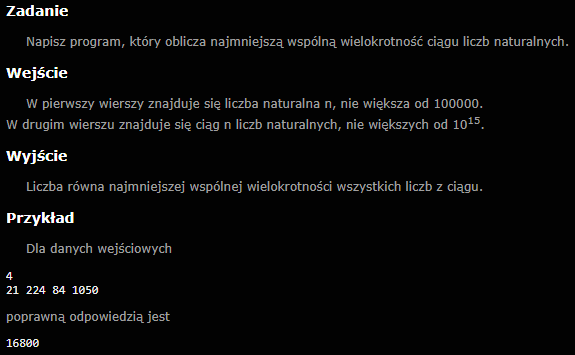 Zadanie
Napisz program, który oblicza najmniejszą wspólną wielokrotność ciągu liczb naturalnych.
Wejście
W pierwszy wierszy znajduje się liczba naturalna n, nie większa od 100000.
W drugim wierszu znajduje się ciąg n liczb naturalnych, nie większych od 10¹⁵.
Wyjście
Liczba równa najmniejszej wspólnej wielokrotności wszystkich liczb z ciągu.
Przykład
Dla danych wejściowych
4
21 224 84 1050
poprawną odpowiedzią jest
16800